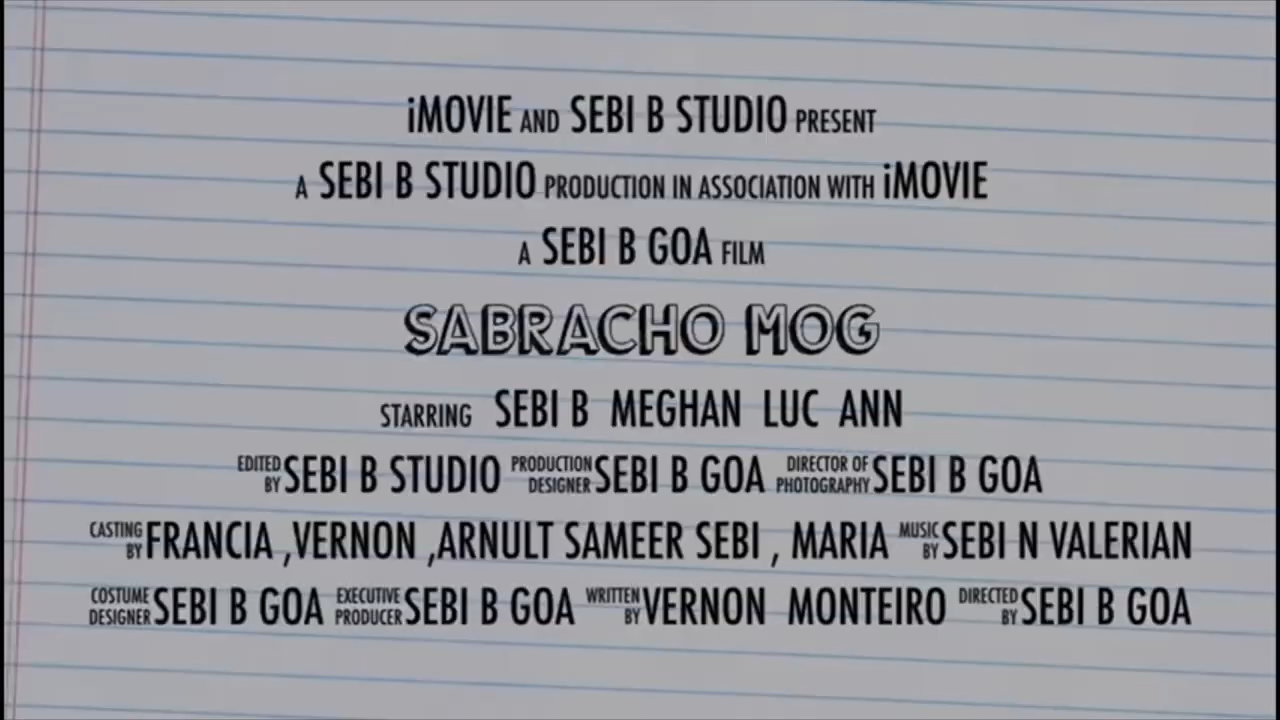 iMOVIE AND SEBI B STUDIO PRESENT
A SEBI B STUDIO PRODUCTION IN ASSOCIATION WITH iMOVIE
A SEBI B GOA FILM
SABRACHO MOG
STARRING SEBI B MEGHAN LUC ANN
EDITED BY SEBI B STUDIO PRODUCTION DESIGNER SEBI B GOA DIRECTOR OF PHOTOGRAPHY SEBI B GOA
CASTING BY FRANCIA ,VERNON ,ARNULT SAMEER SEBI , MARIA MUSIC BY SEBI N VALERIAN
COSTUME DESIGNER SEBI B GOA EXECUTIVE PRODUCER SEBI B GOA WRITTEN BY VERNON MONTEIRO DIRECTED BY SEBI B GOA